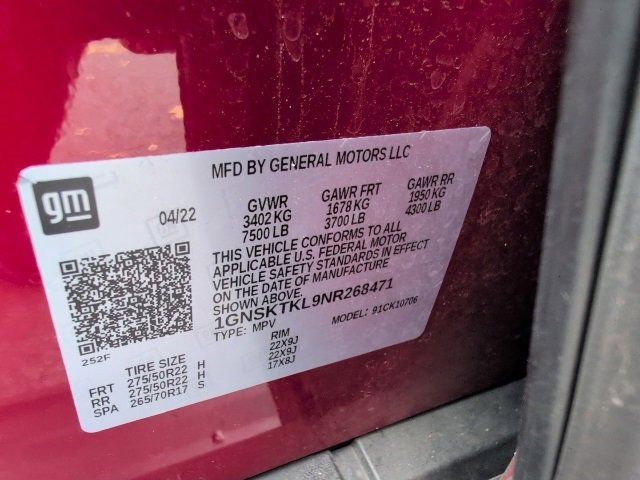 MFD BY GENERAL MOTORS LLC
gm
04/22
GVWR GAWR FRT GAWR RR
3402 KG 1678 KG 1950 KG
7500 LB 3700 LB 4300 LB
THIS VEHICLE CONFORMS TO ALL
APPLICABLE U.S. FEDERAL MOTOR
VEHICLE SAFETY STANDARDS IN EFFECT
ON THE DATE OF MANUFACTURE
SHOWN ABOVE.
1GNSKTKL9NR268471
TYPE: MPV MODEL: 91CK10706
252F
TIRE SIZE RIM
FRT 275/50R22 H 22X9J
RR 275/50R22 H 22X9J
SPA 265/70R17 S 17X8J